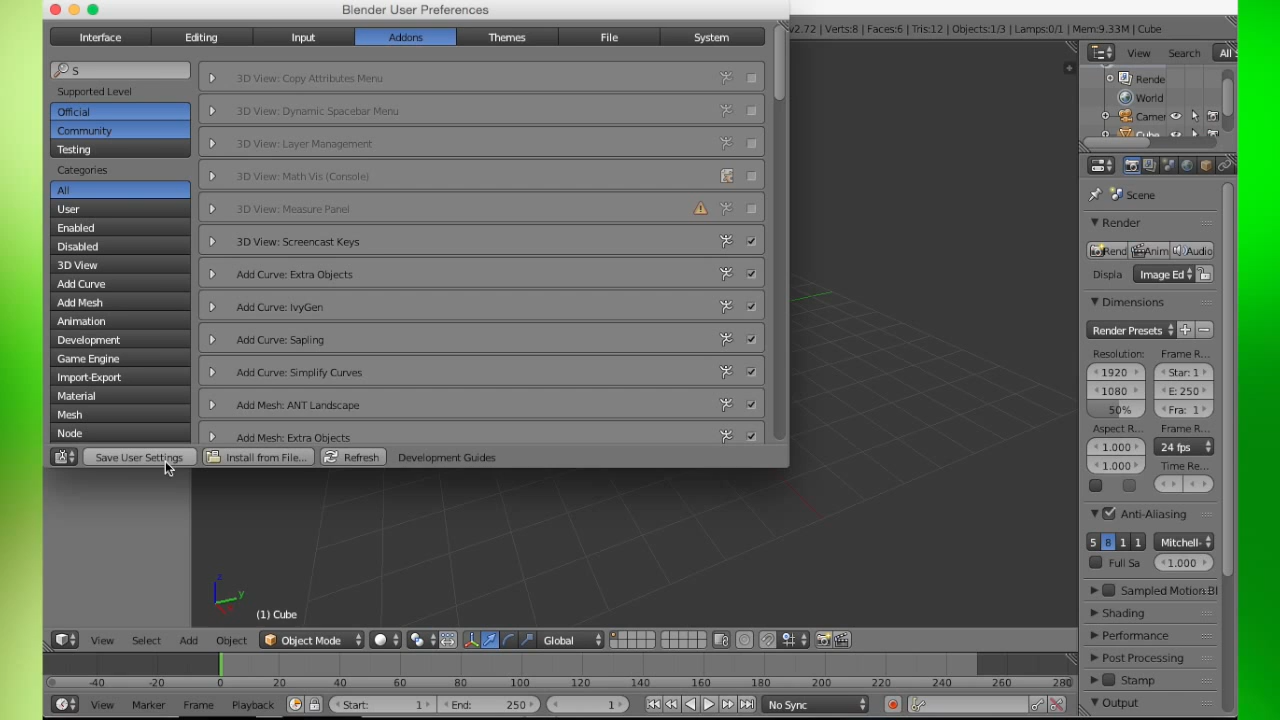 Blender User Preferences
Interface Editing Input Addons Themes File System
v2.72 | Verts:8 | Faces:6 | Tris:12 | Objects:1/3 | Lamps:0/1 | Mem:9.33M | Cube
S
Supported Level
Official
Community
Testing
Categories
All
User
Enabled
Disabled
3D View
Add Curve
Add Mesh
Animation
Development
Game Engine
Import-Export
Material
Mesh
Node
3D View: Copy Attributes Menu
3D View: Dynamic Spacebar Menu
3D View: Layer Management
3D View: Math Vis (Console)
3D View: Measure Panel
3D View: Screencast Keys
Add Curve: Extra Objects
Add Curve: IvyGen
Add Curve: Sapling
Add Curve: Simplify Curves
Add Mesh: ANT Landscape
Add Mesh: Extra Objects
Save User Settings Install from File... Refresh Development Guides
View Search All
Rende
World
Camer
Cube
Scene
Render
Rend Anim Audio
Displa Image Ed
Dimensions
Render Presets
Resolution: Frame R...
1920 Star: 1
1080 E: 250
50% Fra: 1
Aspect R... Frame R...
1.000 24 fps
1.000 Time Re...
Anti-Aliasing
5 8 1 1 Mitchell-
Full Sa 1.000
Sampled Motion Bl
Shading
Performance
Post Processing
Stamp
Output
z
y
(1) Cube
View Select Add Object Object Mode Global
-40 -20 0 20 40 60 80 100 120 140 160 180 200 220 240 260 280
View Marker Frame Playback Start: 1 End: 250 1 No Sync